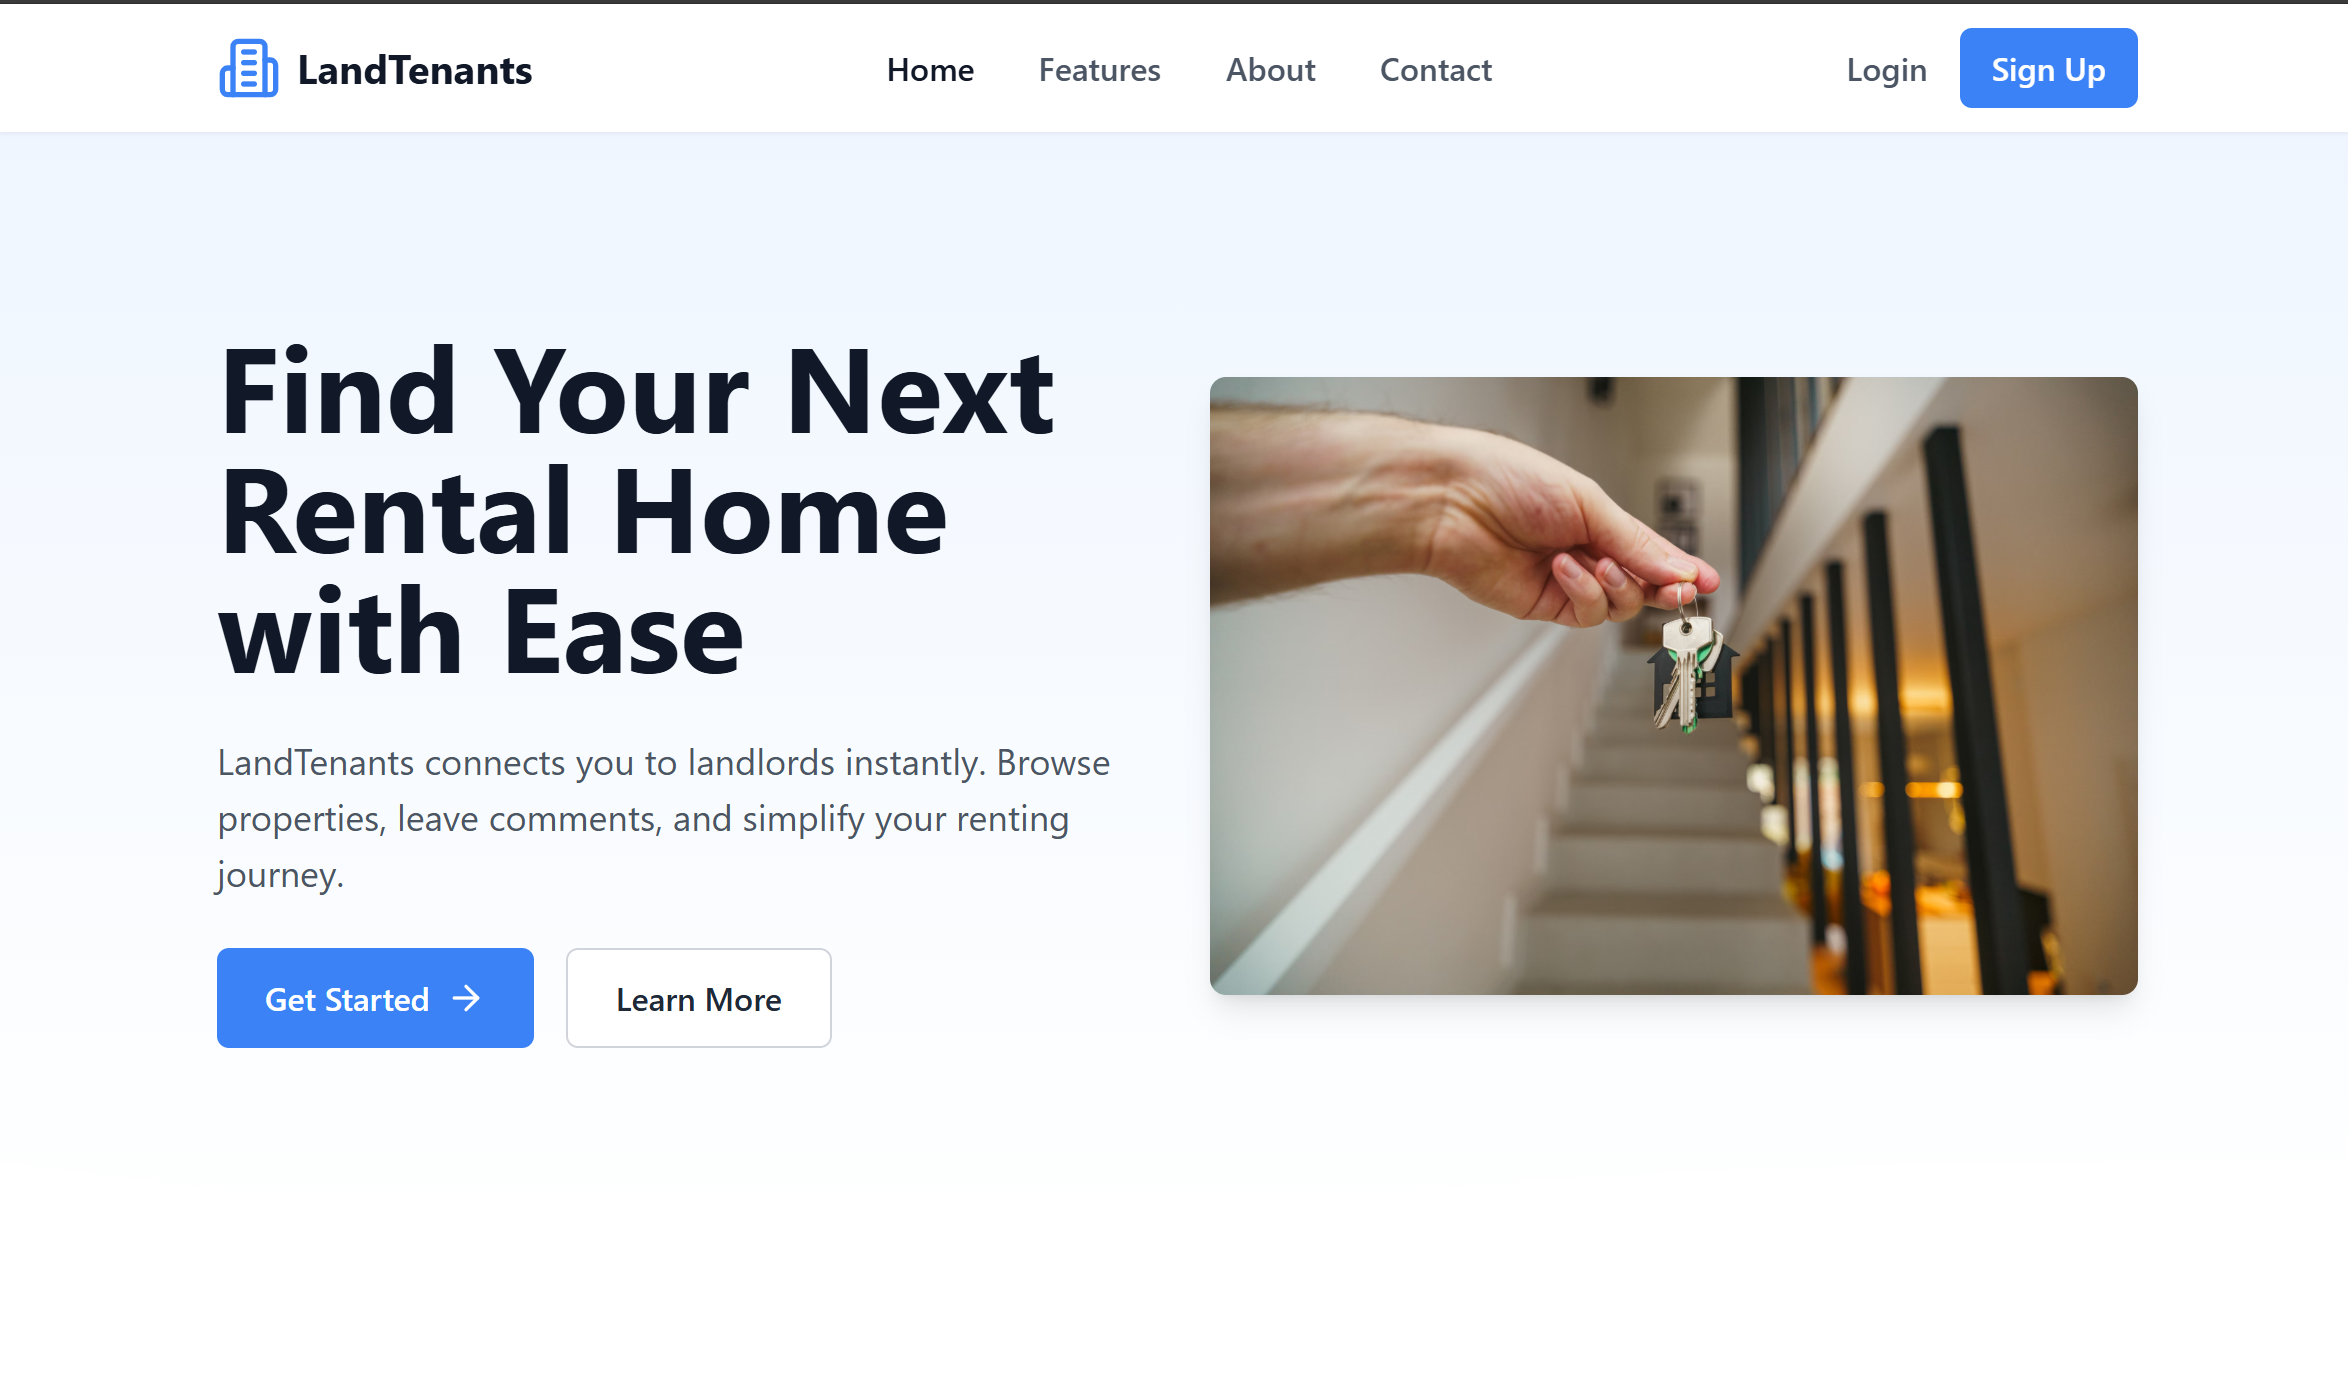 LandTenants
Home
Features
About
Contact
Login
Sign Up
Find Your Next
Rental Home
with Ease
LandTenants connects you to landlords instantly. Browse
properties, leave comments, and simplify your renting
journey.
Get Started
Learn More